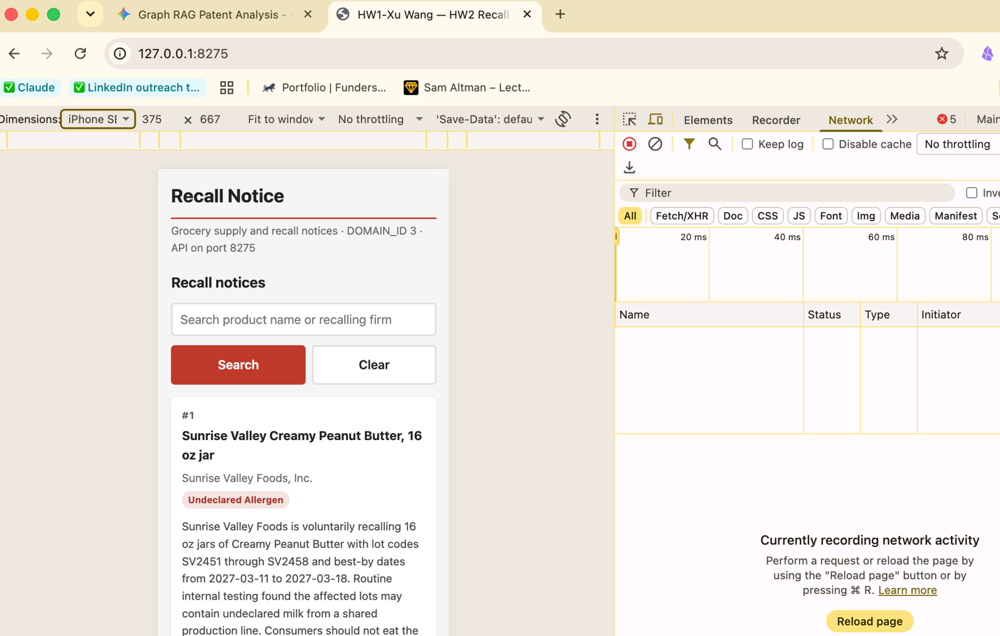 Graph RAG Patent Analysis -
HW1-Xu Wang — HW2 Recall
127.0.0.1:8275
Claude
LinkedIn outreach t...
Portfolio | Funders...
Sam Altman – Lect...
Dimensions:
iPhone SE
375
×
667
Fit to window
No throttling
'Save-Data': defau
Elements
Recorder
Network
5
Main
Keep log
Disable cache
No throttling
Filter
Inve
All
Fetch/XHR
Doc
CSS
JS
Font
Img
Media
Manifest
20 ms
40 ms
60 ms
80 ms
Name
Status
Type
Initiator
Currently recording network activity
Perform a request or reload the page by
using the "Reload page" button or by
pressing ⌘ R. Learn more
Reload page
Recall Notice
Grocery supply and recall notices · DOMAIN_ID 3 ·
API on port 8275
Recall notices
Search product name or recalling firm
Search
Clear
#1
Sunrise Valley Creamy Peanut Butter, 16
oz jar
Sunrise Valley Foods, Inc.
Undeclared Allergen
Sunrise Valley Foods is voluntarily recalling 16
oz jars of Creamy Peanut Butter with lot codes
SV2451 through SV2458 and best-by dates
from 2027-03-11 to 2027-03-18. Routine
internal testing found the affected lots may
contain undeclared milk from a shared
production line. Consumers should not eat the